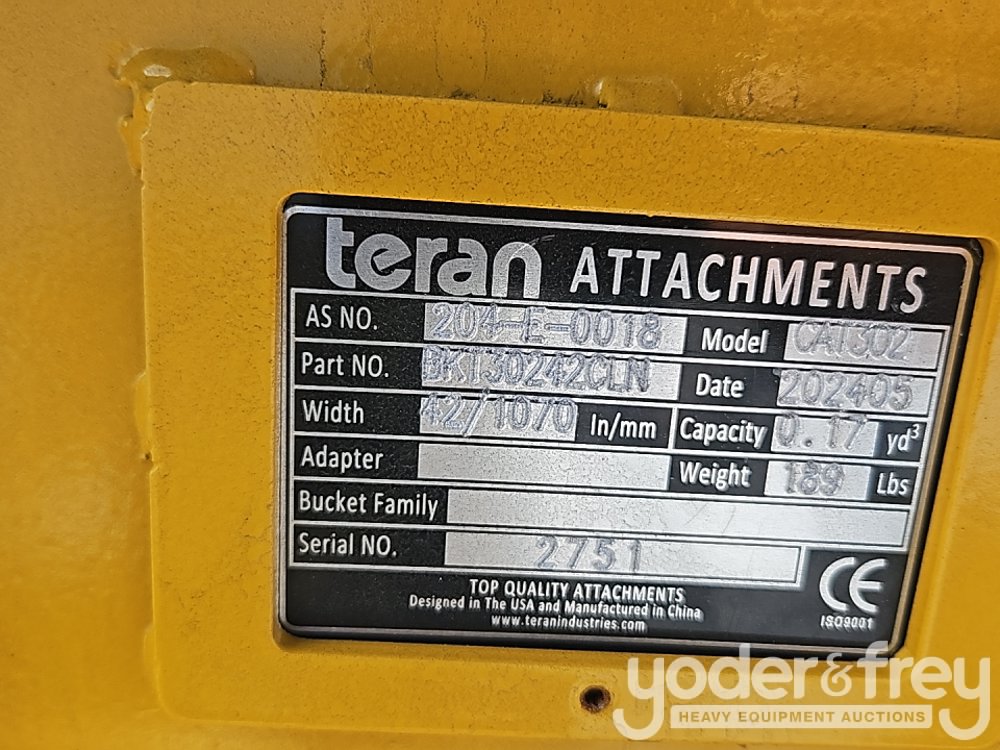 teran ATTACHMENTS
AS NO. 204-E-0018 Model CAT302
Part NO. BKT30242CLN Date 202405
Width 42/1070 In/mm Capacity 0.17 yd³
Adapter Weight 189 Lbs
Bucket Family
Serial NO. 2751
TOP QUALITY ATTACHMENTS
Designed in The USA and Manufactured in China
www.teranindustries.com
CE
ISO9001
yoder&frey
HEAVY EQUIPMENT AUCTIONS